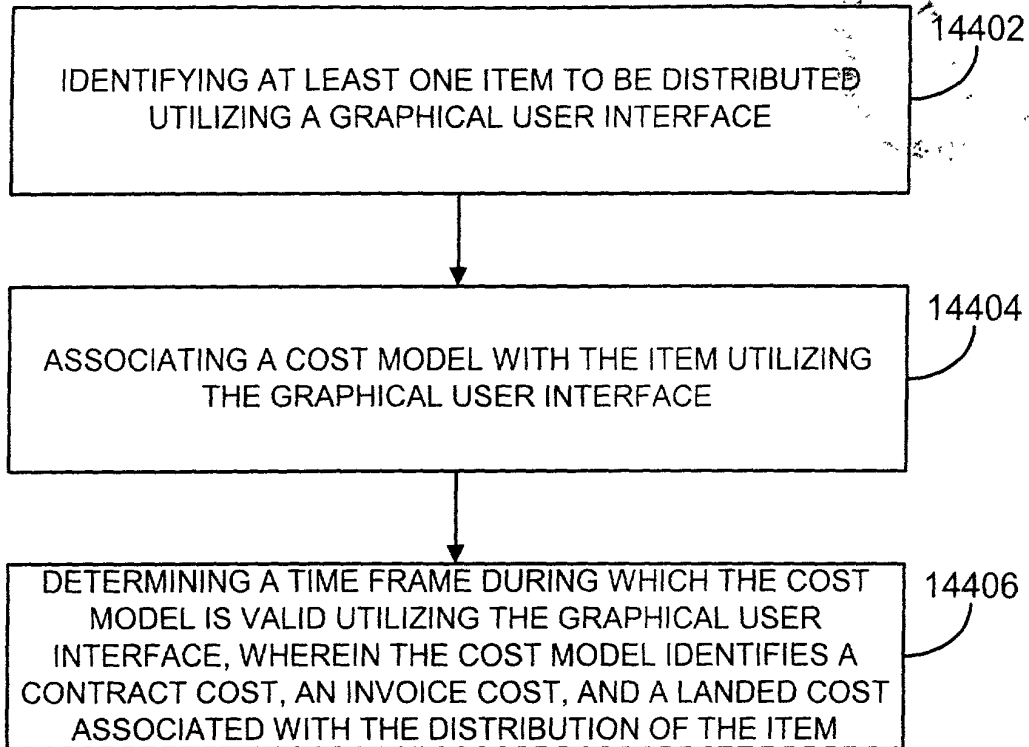 14402
IDENTIFYING AT LEAST ONE ITEM TO BE DISTRIBUTED
UTILIZING A GRAPHICAL USER INTERFACE
14404
ASSOCIATING A COST MODEL WITH THE ITEM UTILIZING
THE GRAPHICAL USER INTERFACE
14406
DETERMINING A TIME FRAME DURING WHICH THE COST
MODEL IS VALID UTILIZING THE GRAPHICAL USER
INTERFACE, WHEREIN THE COST MODEL IDENTIFIES A
CONTRACT COST, AN INVOICE COST, AND A LANDED COST
ASSOCIATED WITH THE DISTRIBUTION OF THE ITEM